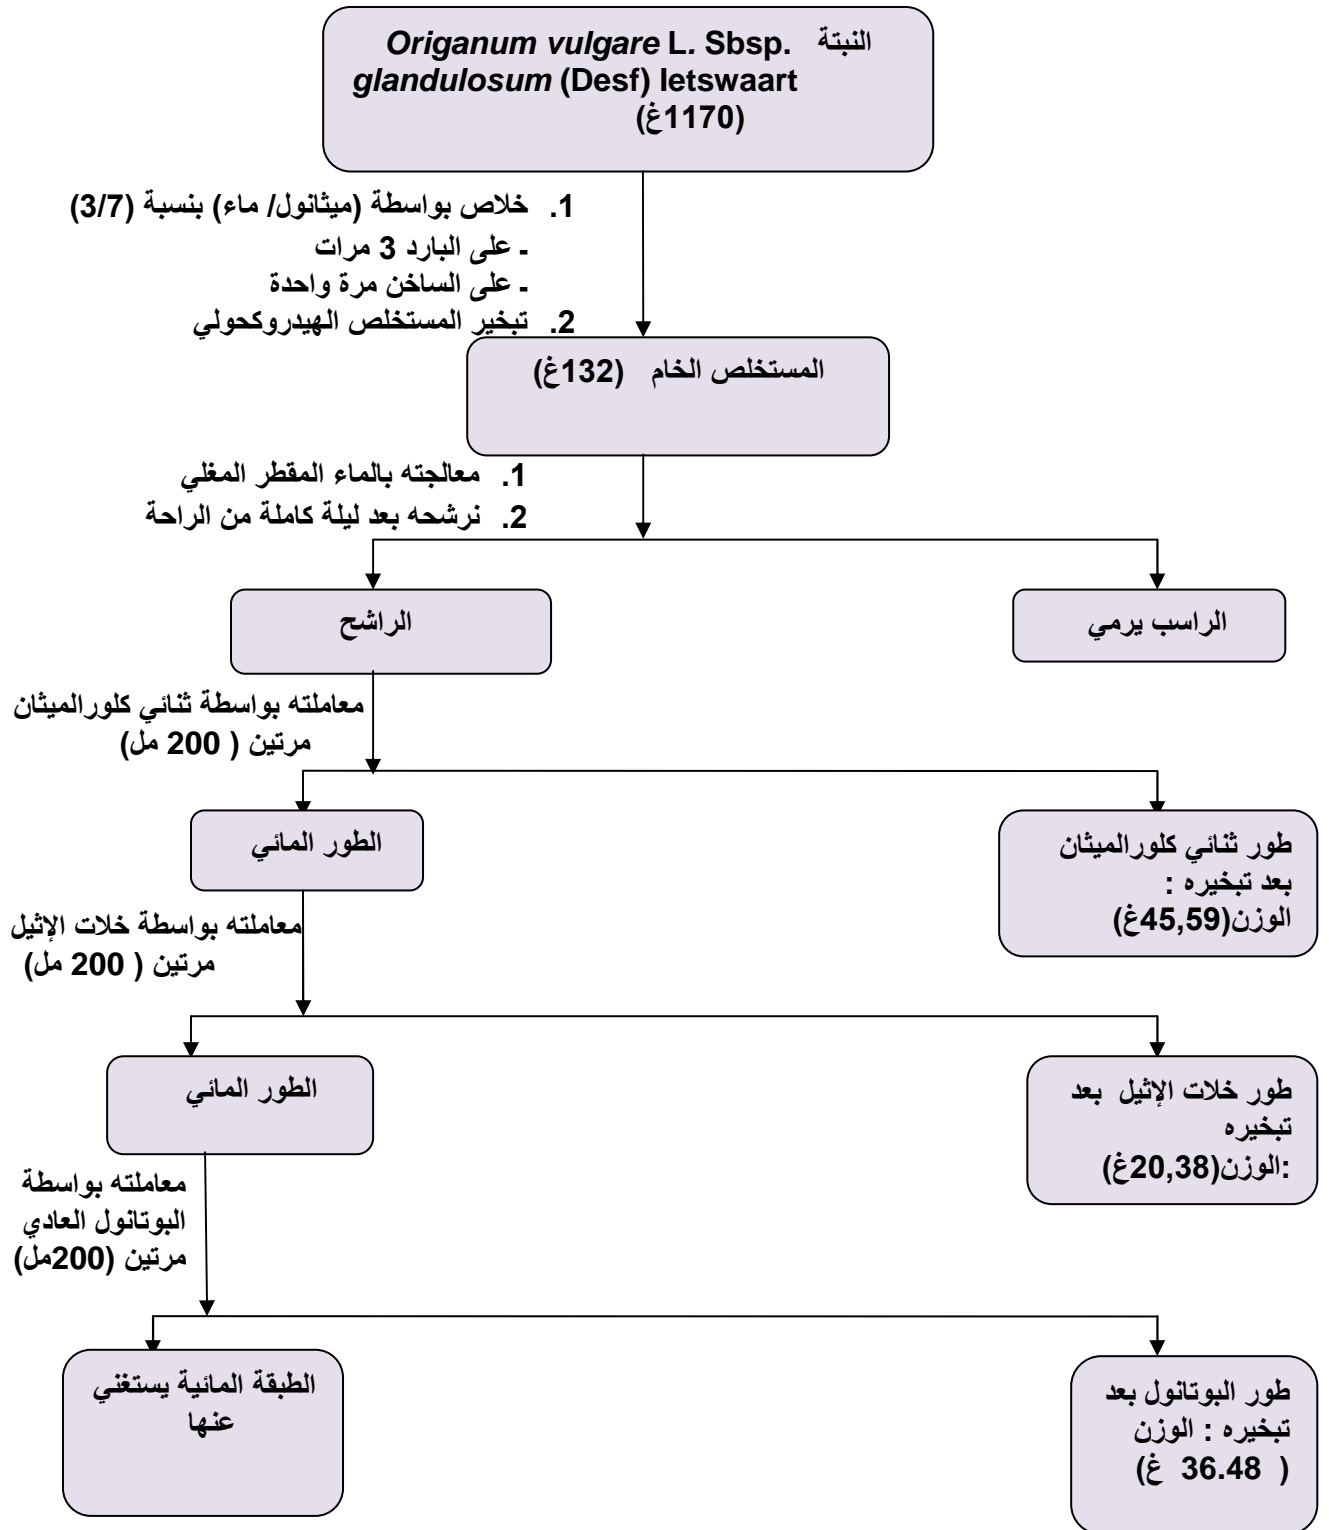 النبتة Origanum vulgare L. Sbsp.
glandulosum (Desf) Ietswaart
(1170غ)
1. خلاص بواسطة (ميثانول/ ماء) بنسبة (3/7)
- على البارد 3 مرات
- على الساخن مرة واحدة
2. تبخير المستخلص الهيدروكحولي
المستخلص الخام (132غ)
1. معالجته بالماء المقطر المغلي
2. نرشحه بعد ليلة كاملة من الراحة
الراسب يرمي
الراشح
معاملته بواسطة ثنائي كلورالميثان
مرتين ( 200 مل)
طور ثنائي كلورالميثان
بعد تبخيره :
الوزن(45,59غ)
الطور المائي
معاملته بواسطة خلات الإثيل
مرتين ( 200 مل)
طور خلات الإثيل بعد
تبخيره
:الوزن(20,38غ)
الطور المائي
معاملته بواسطة
البوتانول العادي
مرتين (200مل)
طور البوتانول بعد
تبخيره : الوزن
( 36.48 غ)
الطبقة المائية يستغني
عنها